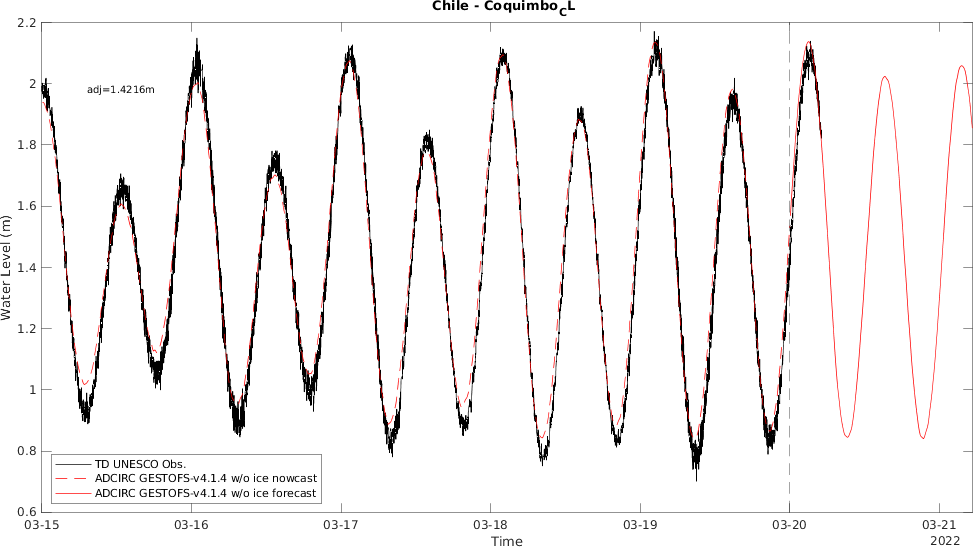 Chile - Coquimbo_CL
2.2
2
1.8
1.6
1.4
1.2
1
0.8
0.6
Water Level (m)
adj=1.4216m
TD UNESCO Obs.
ADCIRC GESTOFS-v4.1.4 w/o ice nowcast
ADCIRC GESTOFS-v4.1.4 w/o ice forecast
03-15 03-16 03-17 03-18 03-19 03-20 03-21
Time
2022